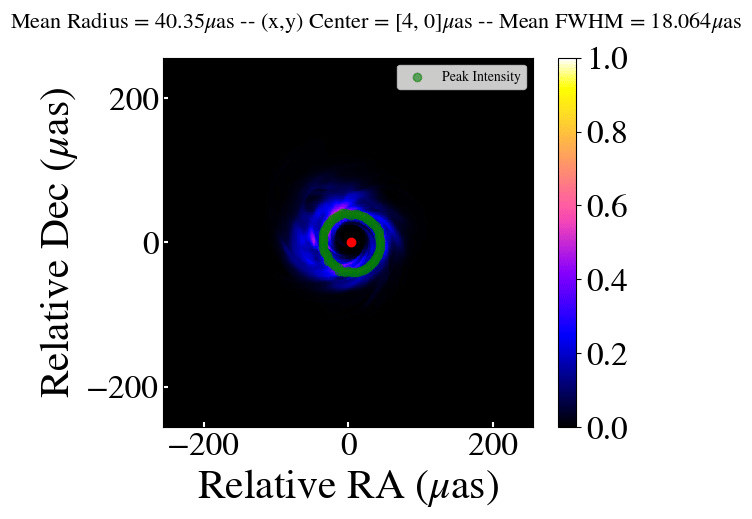 Mean Radius = 40.35μas -- (x,y) Center = [4, 0]μas -- Mean FWHM = 18.064μas
Peak Intensity
Relative Dec (μas)
200
0
−200
−200 0 200
Relative RA (μas)
1.0
0.8
0.6
0.4
0.2
0.0